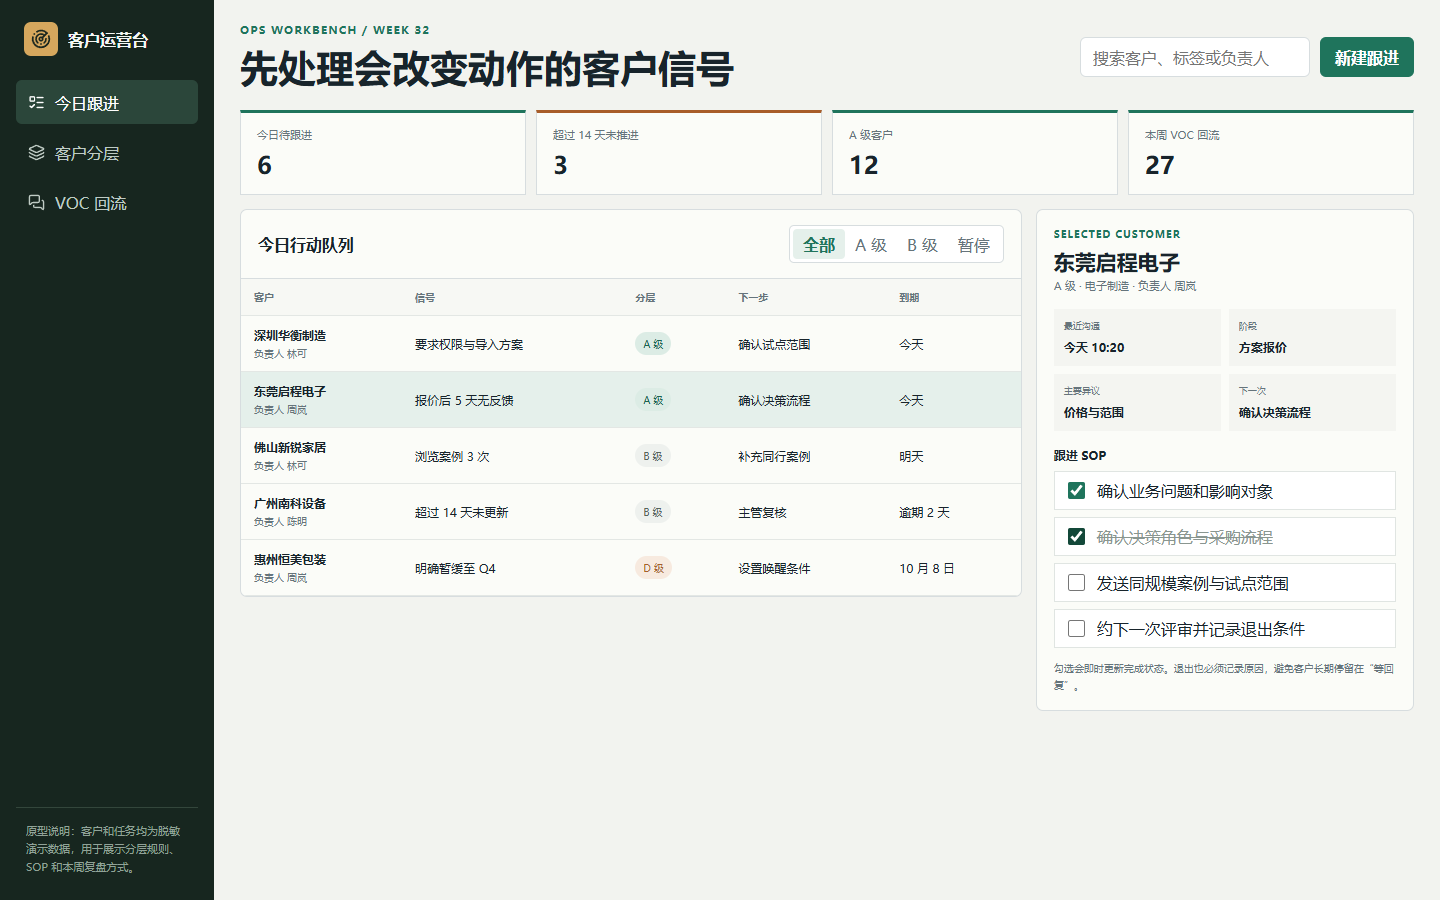 客户运营台
今日跟进
客户分层
VOC 回流
原型说明：客户和任务均为脱敏
演示数据，用于展示分层规则、
SOP 和本周复盘方式。
OPS WORKBENCH / WEEK 32
先处理会改变动作的客户信号
搜索客户、标签或负责人
新建跟进
今日待跟进
6
超过 14 天未推进
3
A 级客户
12
本周 VOC 回流
27
今日行动队列
全部 A 级 B 级 暂停
客户 信号 分层 下一步 到期
深圳华衡制造
负责人 林可
要求权限与导入方案 A 级 确认试点范围 今天
东莞启程电子
负责人 周岚
报价后 5 天无反馈 A 级 确认决策流程 今天
佛山新锐家居
负责人 林可
浏览案例 3 次 B 级 补充同行案例 明天
广州南科设备
负责人 陈明
超过 14 天未更新 B 级 主管复核 逾期 2 天
惠州恒美包装
负责人 周岚
明确暂缓至 Q4 D 级 设置唤醒条件 10 月 8 日
SELECTED CUSTOMER
东莞启程电子
A 级 · 电子制造 · 负责人 周岚
最近沟通
今天 10:20
阶段
方案报价
主要异议
价格与范围
下一次
确认决策流程
跟进 SOP
确认业务问题和影响对象
确认决策角色与采购流程
发送同规模案例与试点范围
约下一次评审并记录退出条件
勾选会即时更新完成状态。退出也必须记录原因，避免客户长期停留在“等回
复”。